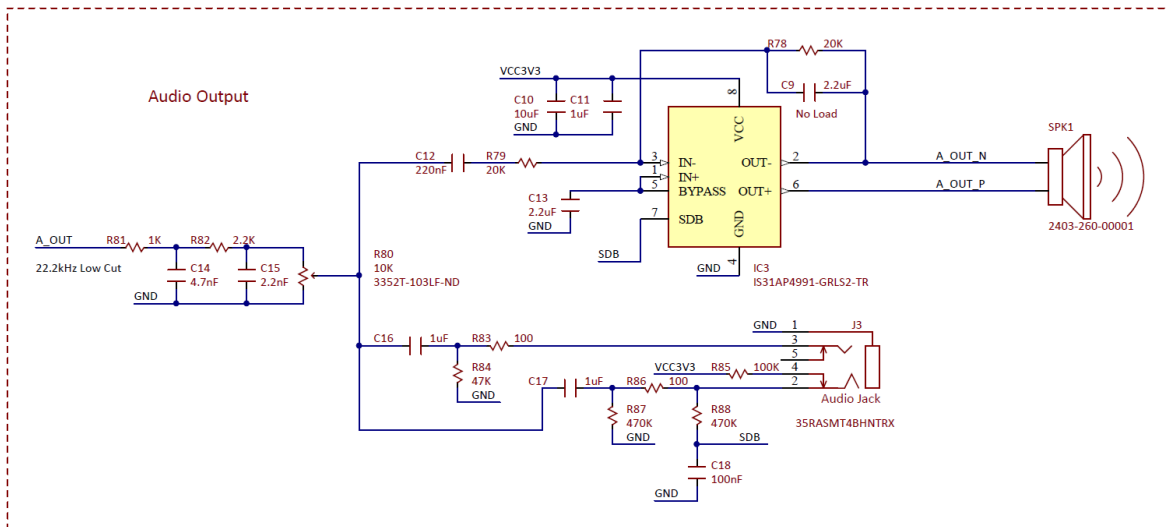 Audio Output
R78
20K
C9
2.2uF
No Load
VCC3V3
C10
10uF
C11
1uF
GND
8
VCC
SPK1
C12
220nF
R79
20K
3
IN-
OUT-
2
A_OUT_N
1
IN+
5
BYPASS
OUT+
6
A_OUT_P
C13
2.2uF
GND
7
SDB
GND
SDB
4
GND
2403-260-00001
IC3
IS31AP4991-GRLS2-TR
A_OUT
R81
1K
R82
2.2K
22.2kHz Low Cut
C14
4.7nF
C15
2.2nF
GND
R80
10K
3352T-103LF-ND
C16
1uF
R83
100
GND
1
J3
3
5
R84
47K
GND
VCC3V3
R85
100K
4
C17
1uF
R86
100
2
Audio Jack
R87
470K
GND
R88
470K
SDB
35RASMT4BHNTRX
C18
100nF
GND